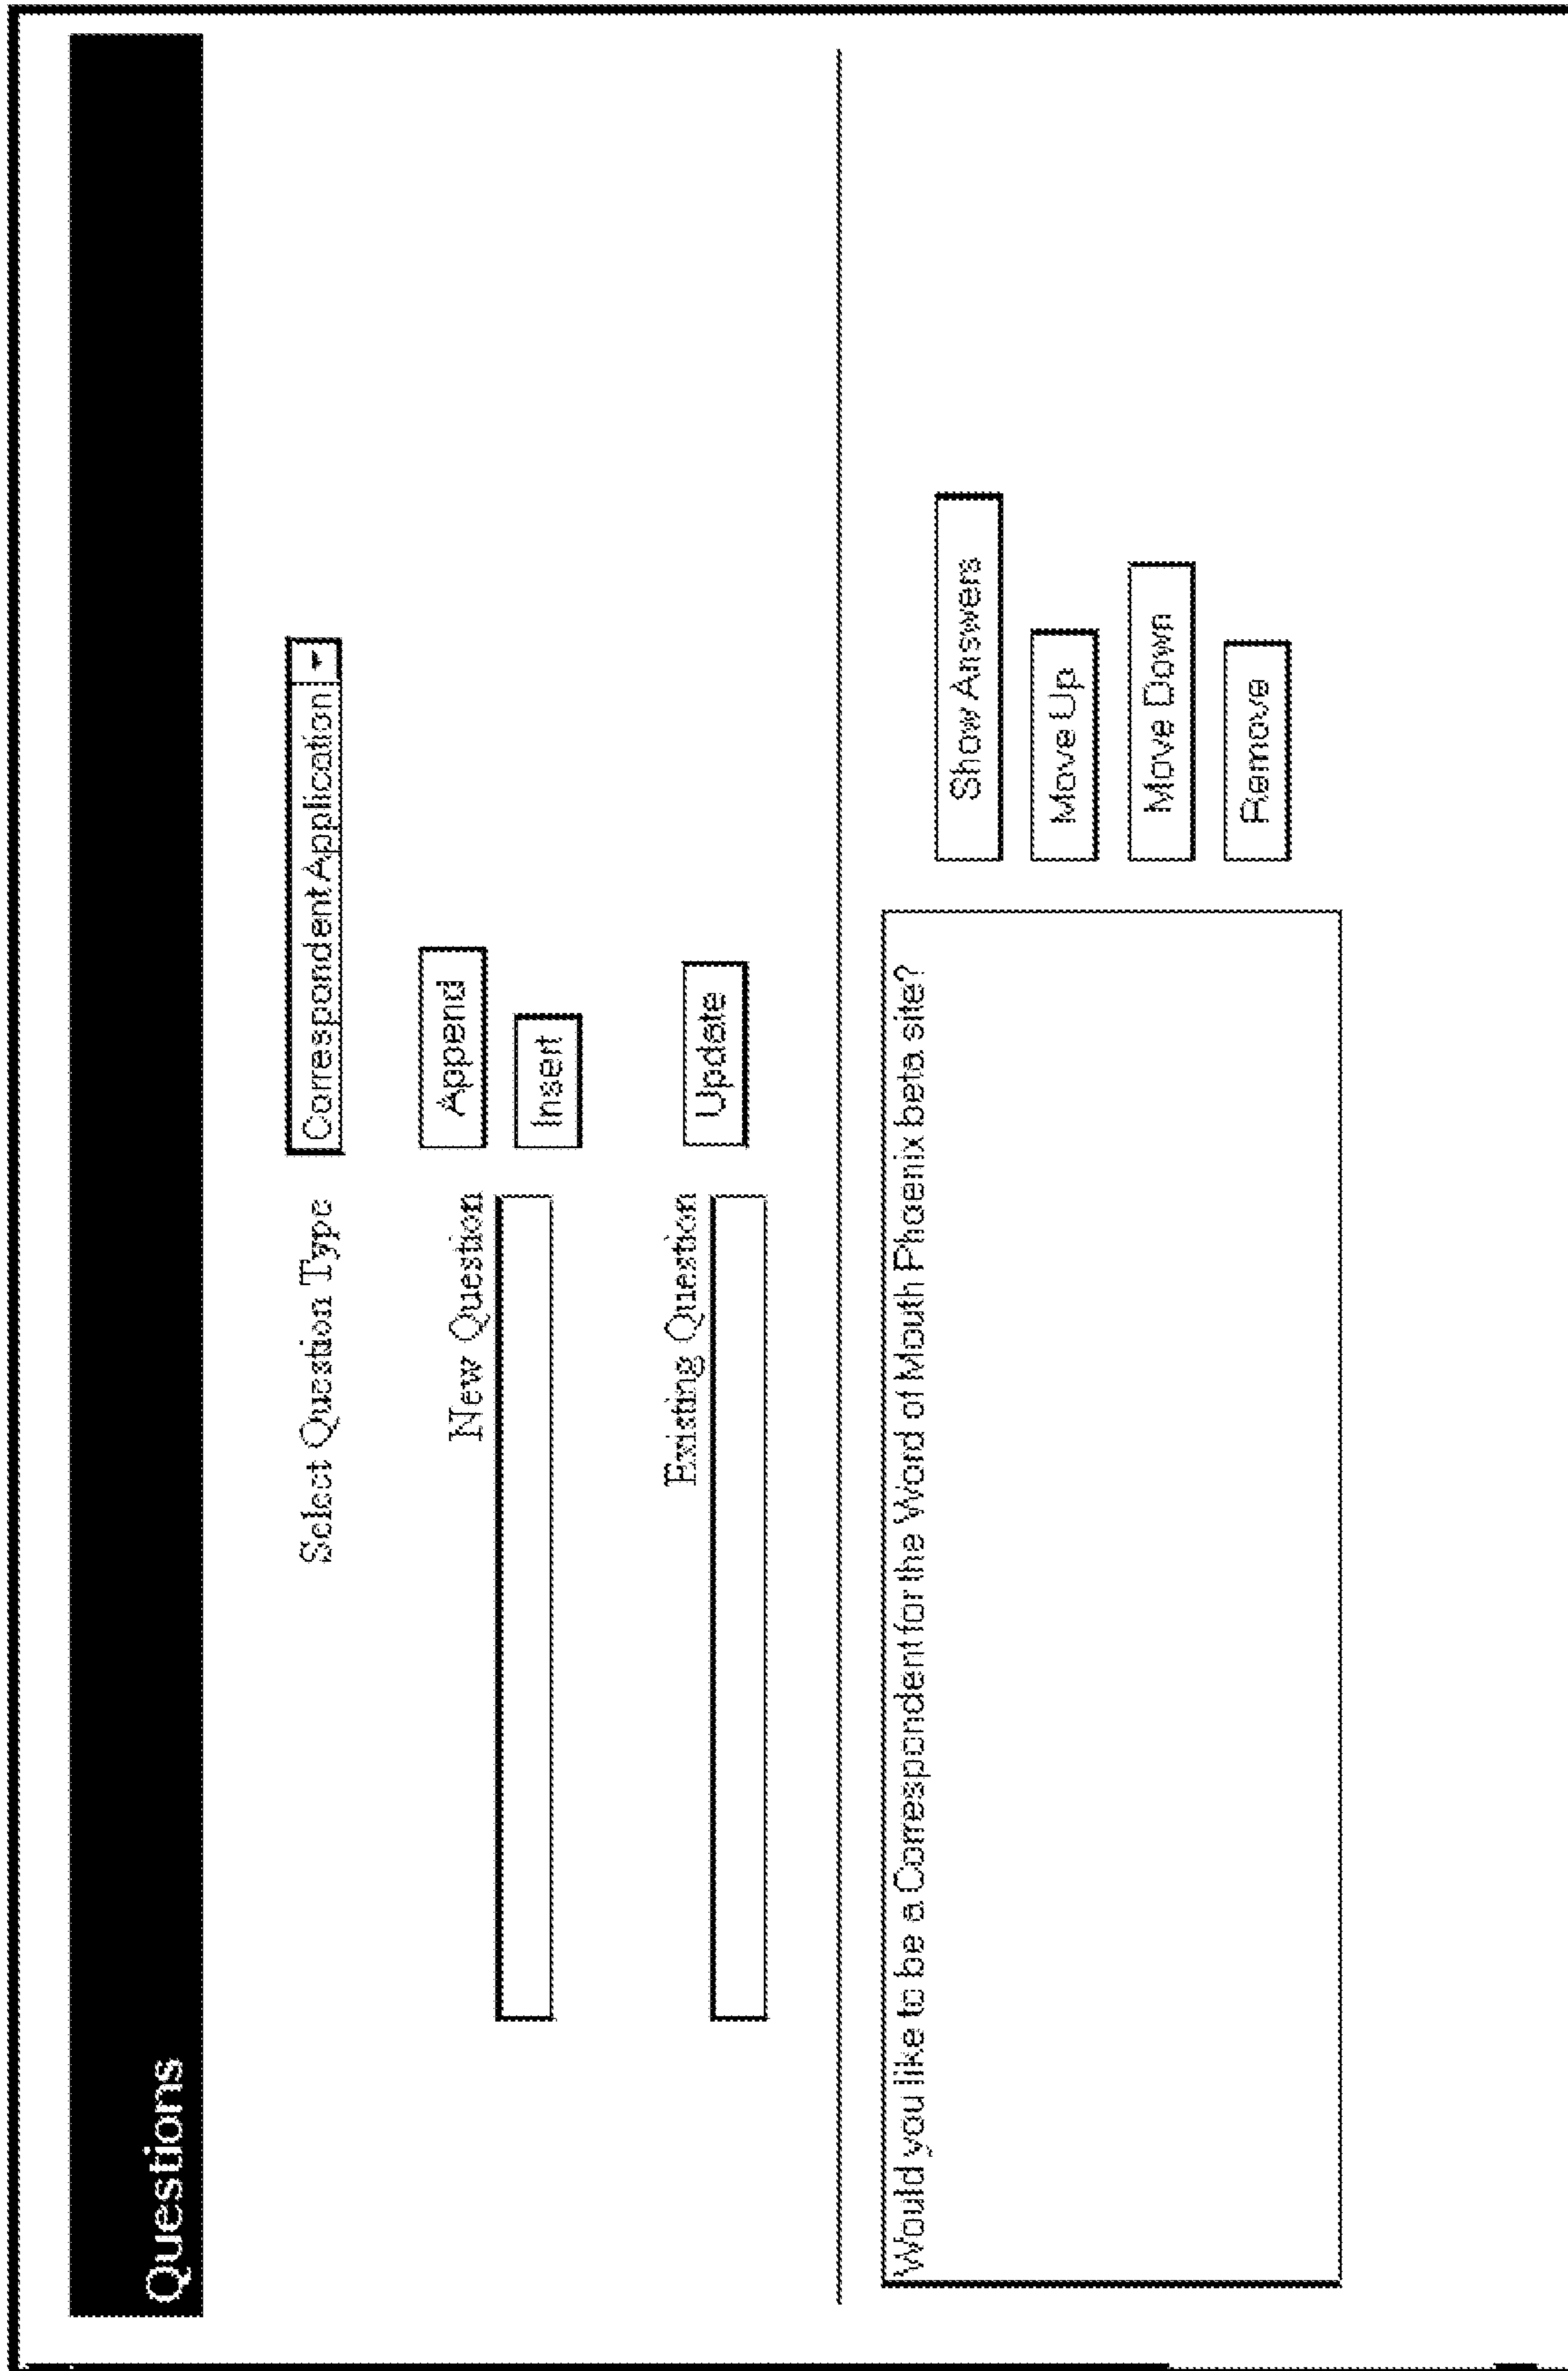 Questions
Select Question Type Correspondent Application
New Question Append
Insert
Existing Question Update
Would you like to be a Correspondent for the Word of Mouth Phoenix beta site?
Show Answers
Move Up
Move Down
Remove